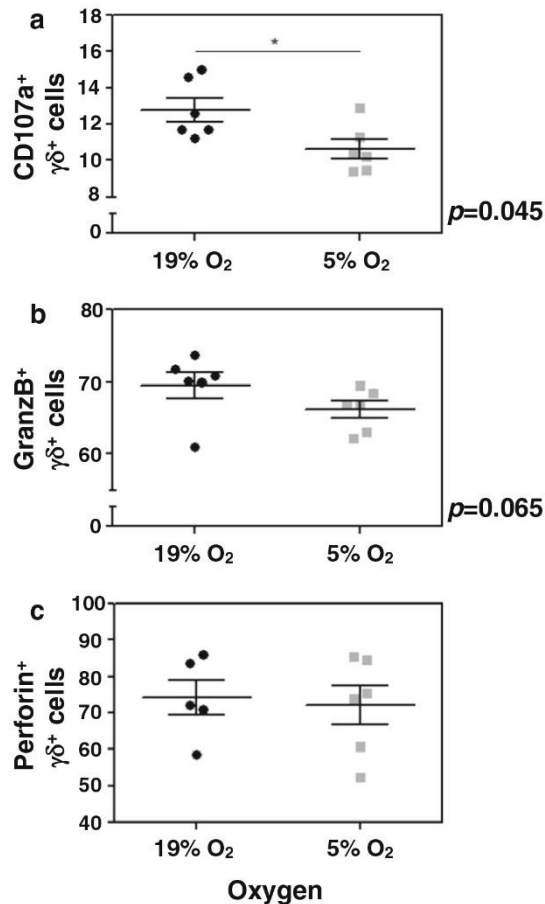 a
CD107a⁺
γδ⁺ cells
18
16
14
12
10
8
0
*
19% O₂
5% O₂
p=0.045
b
GranzB⁺
γδ⁺ cells
80
70
60
0
19% O₂
5% O₂
p=0.065
c
Perforin⁺
γδ⁺ cells
100
90
80
70
60
50
40
19% O₂
5% O₂
Oxygen